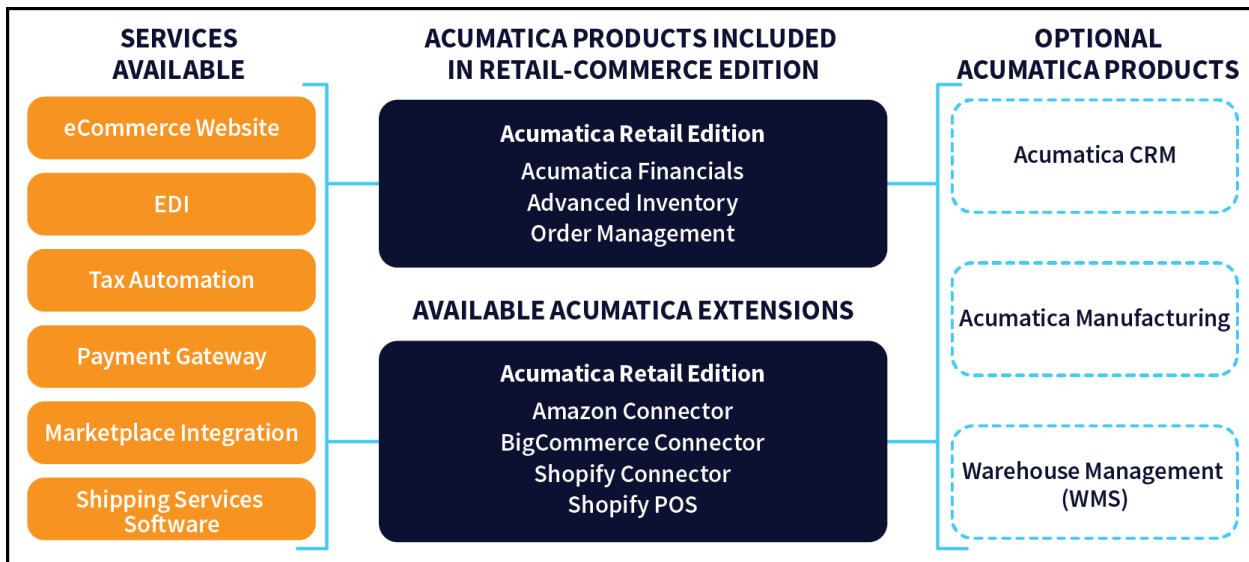 SERVICES
AVAILABLE
eCommerce Website
EDI
Tax Automation
Payment Gateway
Marketplace Integration
Shipping Services
Software
ACUMATICA PRODUCTS INCLUDED
IN RETAIL-COMMERCE EDITION
Acumatica Retail Edition
Acumatica Financials
Advanced Inventory
Order Management
AVAILABLE ACUMATICA EXTENSIONS
Acumatica Retail Edition
Amazon Connector
BigCommerce Connector
Shopify Connector
Shopify POS
OPTIONAL
ACUMATICA PRODUCTS
Acumatica CRM
Acumatica Manufacturing
Warehouse Management
(WMS)